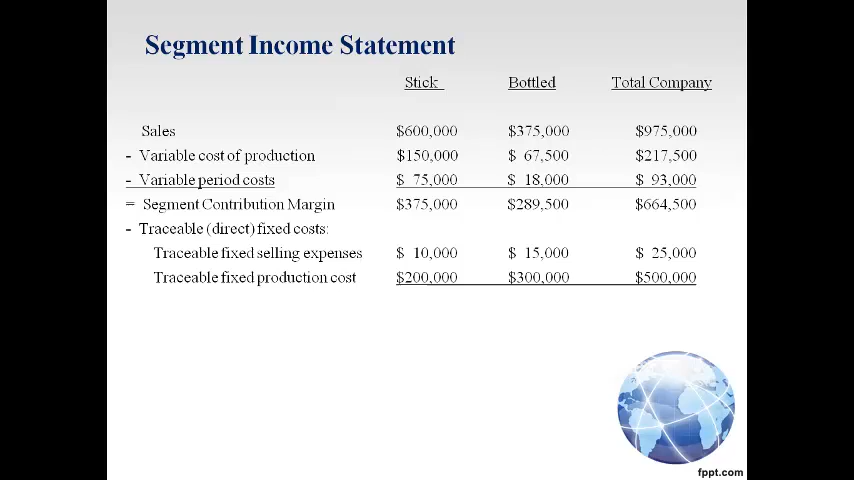 Segment Income Statement
Stick Bottled Total Company
Sales $600,000 $375,000 $975,000
- Variable cost of production $150,000 $ 67,500 $217,500
- Variable period costs $ 75,000 $ 18,000 $ 93,000
= Segment Contribution Margin $375,000 $289,500 $664,500
- Traceable (direct) fixed costs:
Traceable fixed selling expenses $ 10,000 $ 15,000 $ 25,000
Traceable fixed production cost $200,000 $300,000 $500,000
fppt.com